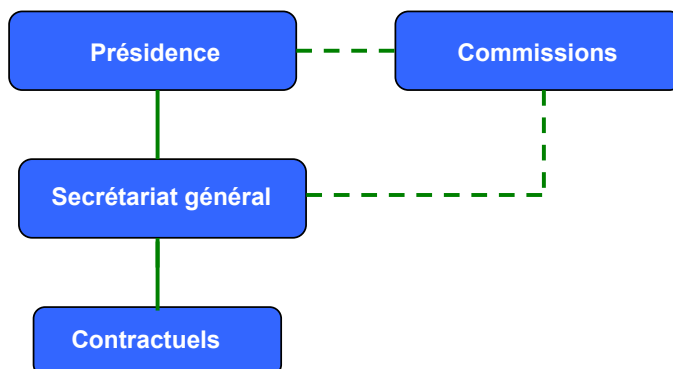 Présidence
Commissions
Secrétariat général
Contractuels